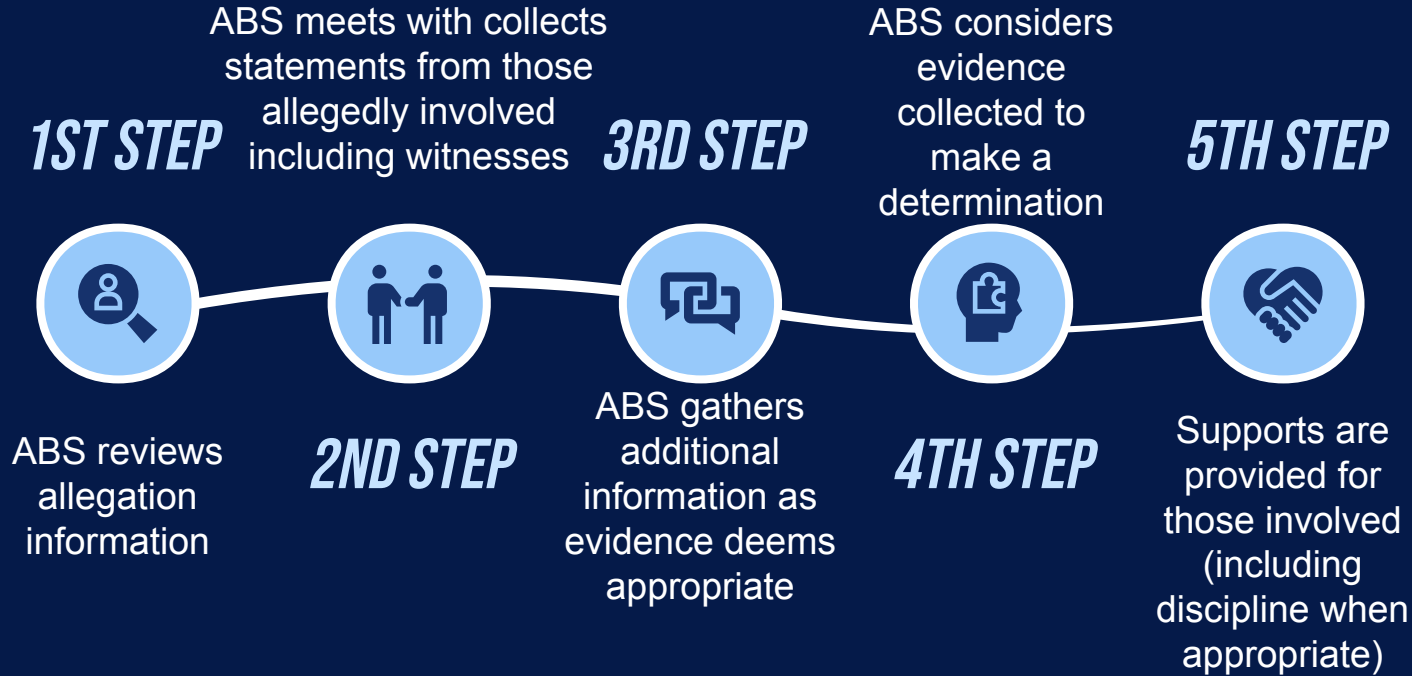 1ST STEP
ABS reviews
allegation
information
ABS meets with collects
statements from those
allegedly involved
including witnesses
2ND STEP
3RD STEP
ABS gathers
additional
information as
evidence deems
appropriate
ABS considers
evidence
collected to
make a
determination
4TH STEP
5TH STEP
Supports are
provided for
those involved
(including
discipline when
appropriate)